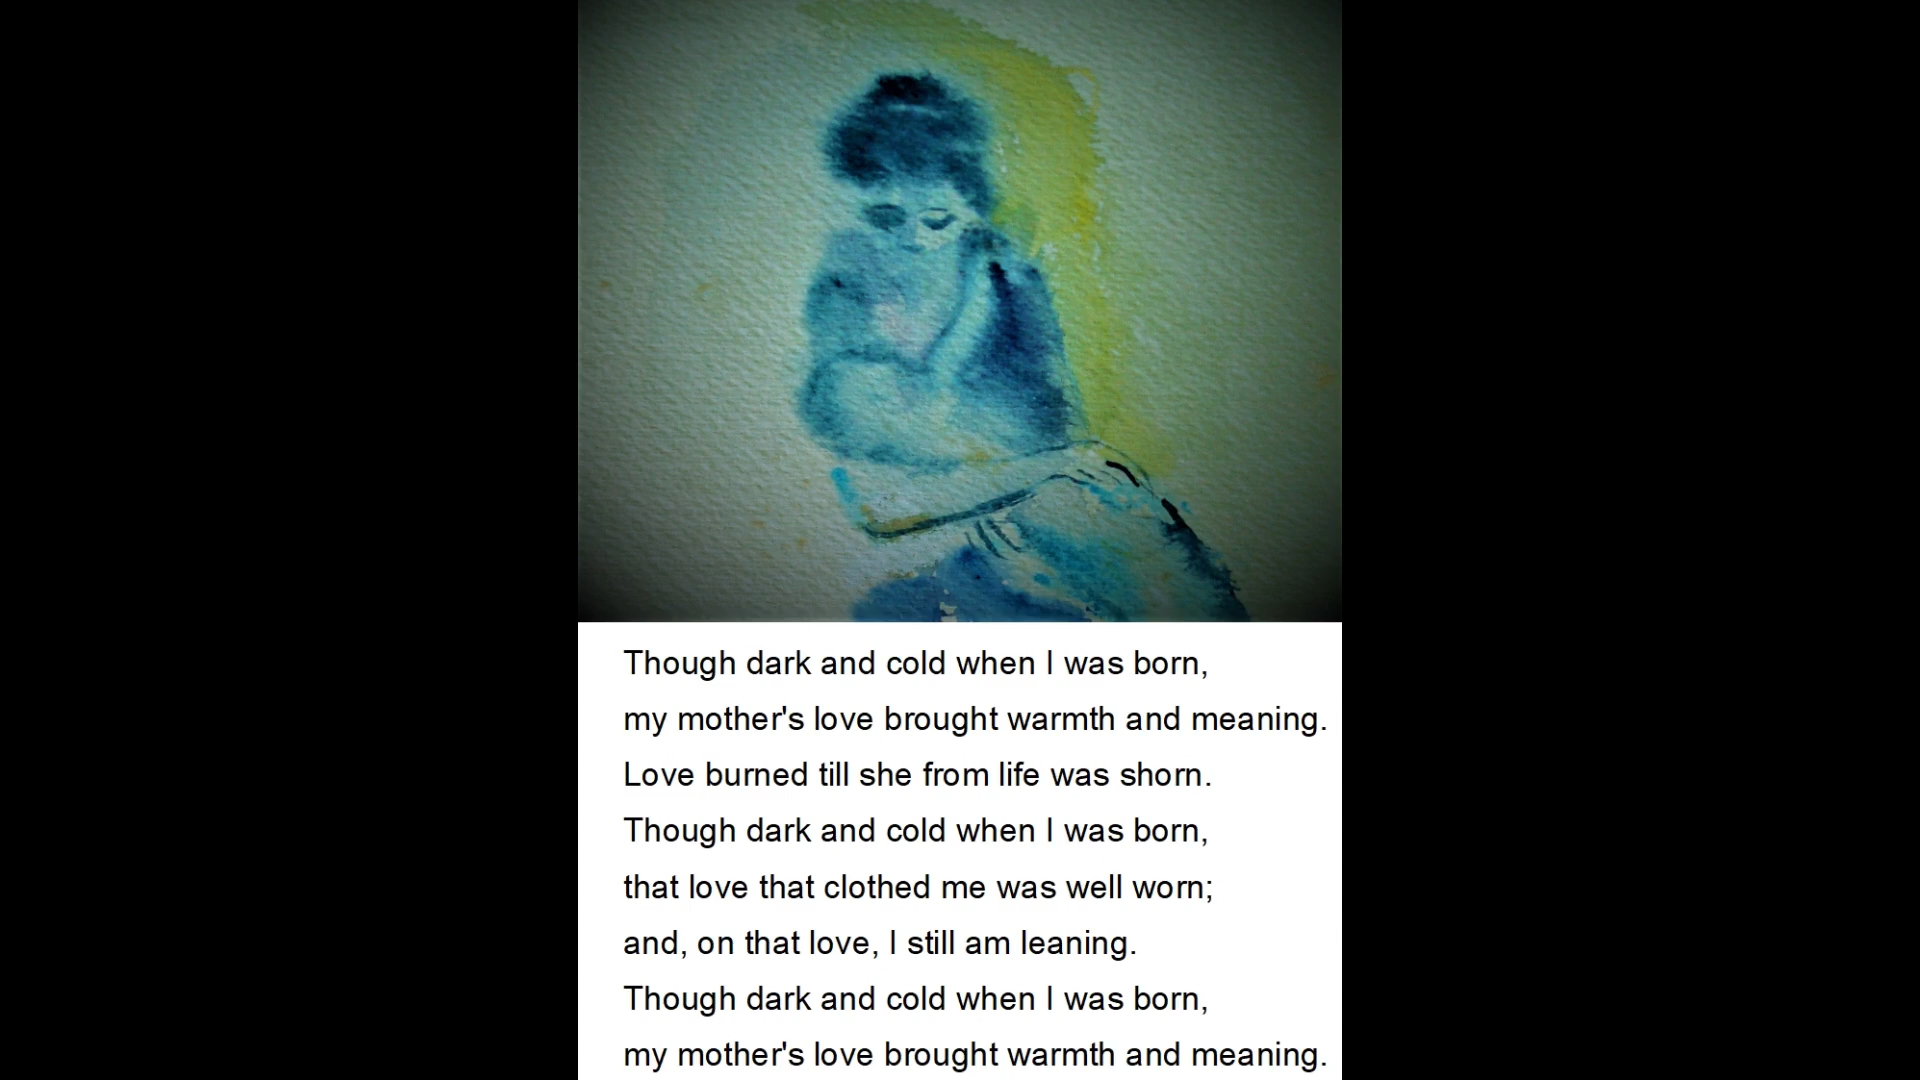 Though dark and cold when I was born,
my mother's love brought warmth and meaning.
Love burned till she from life was shorn.
Though dark and cold when I was born,
that love that clothed me was well worn;
and, on that love, I still am leaning.
Though dark and cold when I was born,
my mother's love brought warmth and meaning.